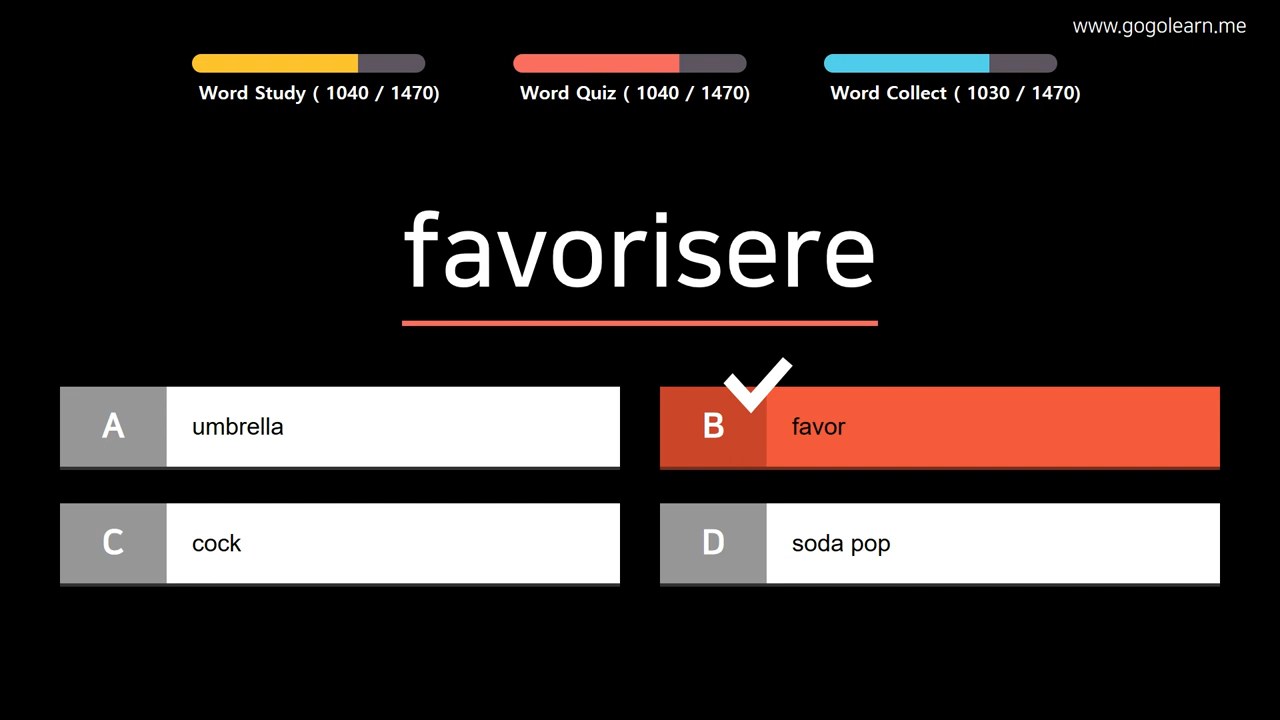 www.gogolearn.me
Word Study ( 1040 / 1470)
Word Quiz ( 1040 / 1470)
Word Collect ( 1030 / 1470)
favorisere
A umbrella
B favor
C cock
D soda pop